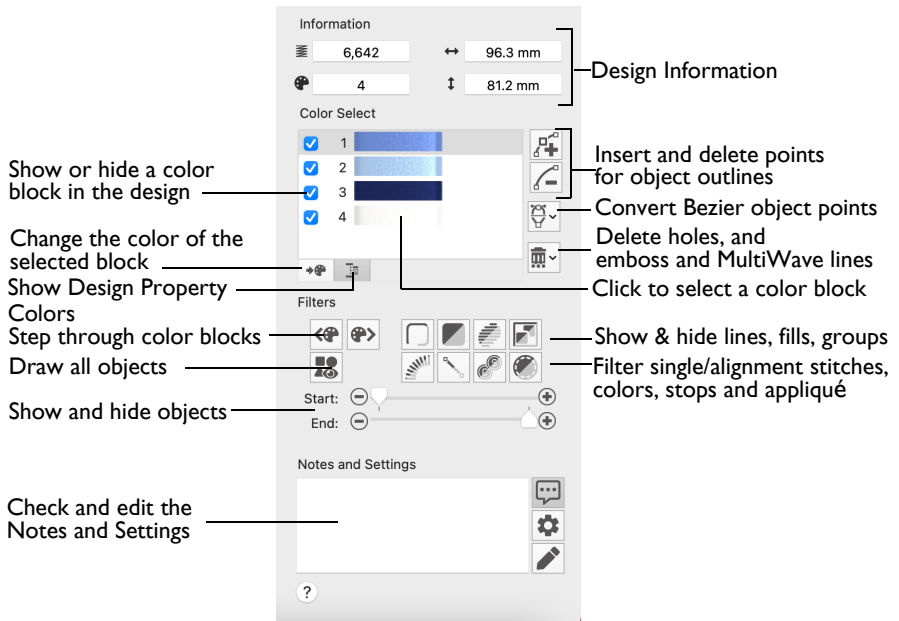 Information
6,642
96.3 mm
4
81.2 mm
Design Information
Color Select
1
2
3
4
Show or hide a color
block in the design
Insert and delete points
for object outlines
Convert Bezier object points
Change the color of the
selected block
Delete holes, and
emboss and MultiWave lines
Show Design Property
Colors
Click to select a color block
Filters
Step through color blocks
Show & hide lines, fills, groups
Draw all objects
Filter single/alignment stitches,
colors, stops and appliqué
Show and hide objects
Start:
End:
Notes and Settings
Check and edit the
Notes and Settings
?